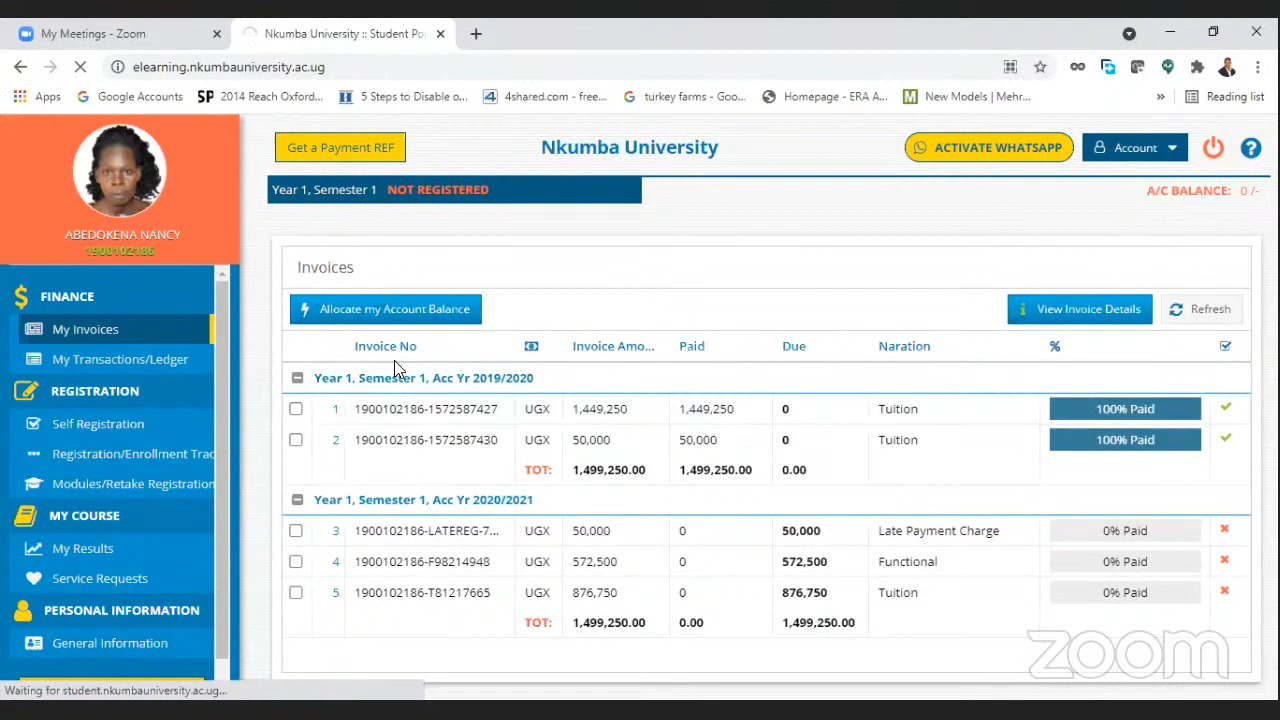 My Meetings - Zoom
Nkumba University :: Student Po
elearning.nkumbauniversity.ac.ug
Apps
Google Accounts
SP 2014 Reach Oxford...
5 Steps to Disable o...
4shared.com - free...
turkey farms - Goo...
Homepage - ERA A...
New Models | Mehr...
»
Reading list
Get a Payment REF
Nkumba University
ACTIVATE WHATSAPP
Account
Year 1, Semester 1 NOT REGISTERED
A/C BALANCE: 0 /-
ABEDOKENA NANCY
1900102186
FINANCE
My Invoices
My Transactions/Ledger
REGISTRATION
Self Registration
Registration/Enrollment Trac
Modules/Retake Registration
MY COURSE
My Results
Service Requests
PERSONAL INFORMATION
General Information
Invoices
Allocate my Account Balance
View Invoice Details
Refresh
Invoice No Invoice Amo... Paid Due Naration %
Year 1, Semester 1, Acc Yr 2019/2020
1 1900102186-1572587427 UGX 1,449,250 1,449,250 0 Tuition 100% Paid
2 1900102186-1572587430 UGX 50,000 50,000 0 Tuition 100% Paid
TOT: 1,499,250.00 1,499,250.00 0.00
Year 1, Semester 1, Acc Yr 2020/2021
3 1900102186-LATEREG-7... UGX 50,000 0 50,000 Late Payment Charge 0% Paid
4 1900102186-F98214948 UGX 572,500 0 572,500 Functional 0% Paid
5 1900102186-T81217665 UGX 876,750 0 876,750 Tuition 0% Paid
TOT: 1,499,250.00 0.00 1,499,250.00
zoom
Waiting for student.nkumbauniversity.ac.ug...